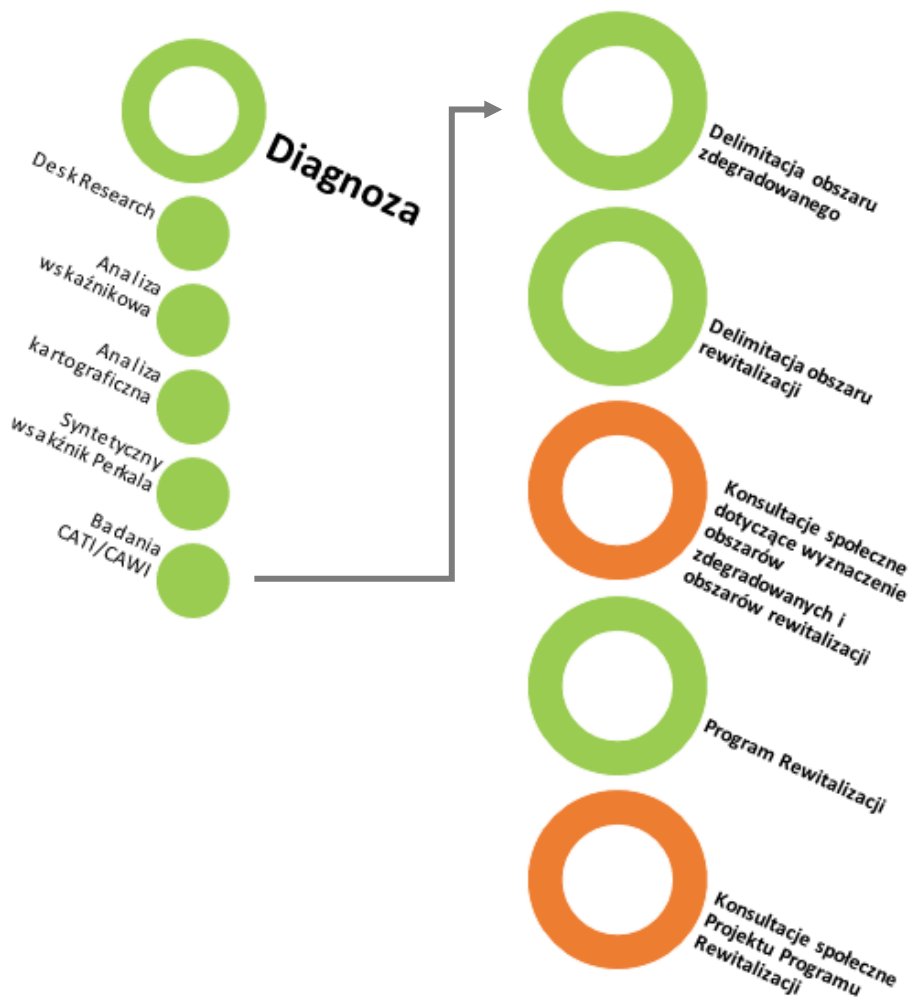 Diagnoza
Desk Research
Analiza
wskaźnikowa
Analiza
kartograficzna
Syntetyczny
wsakźnik Perkala
Badania
CATI/CAWI
Delimitacja obszaru
zdegradowanego
Delimitacja obszaru
rewitalizacji
Konsultacje społeczne
dotyczące wyznaczenie
obszarów
zdegradowanych i
obszarów rewitalizacji
Program Rewitalizacji
Konsultacje społeczne
Projektu Programu
Rewitalizacji